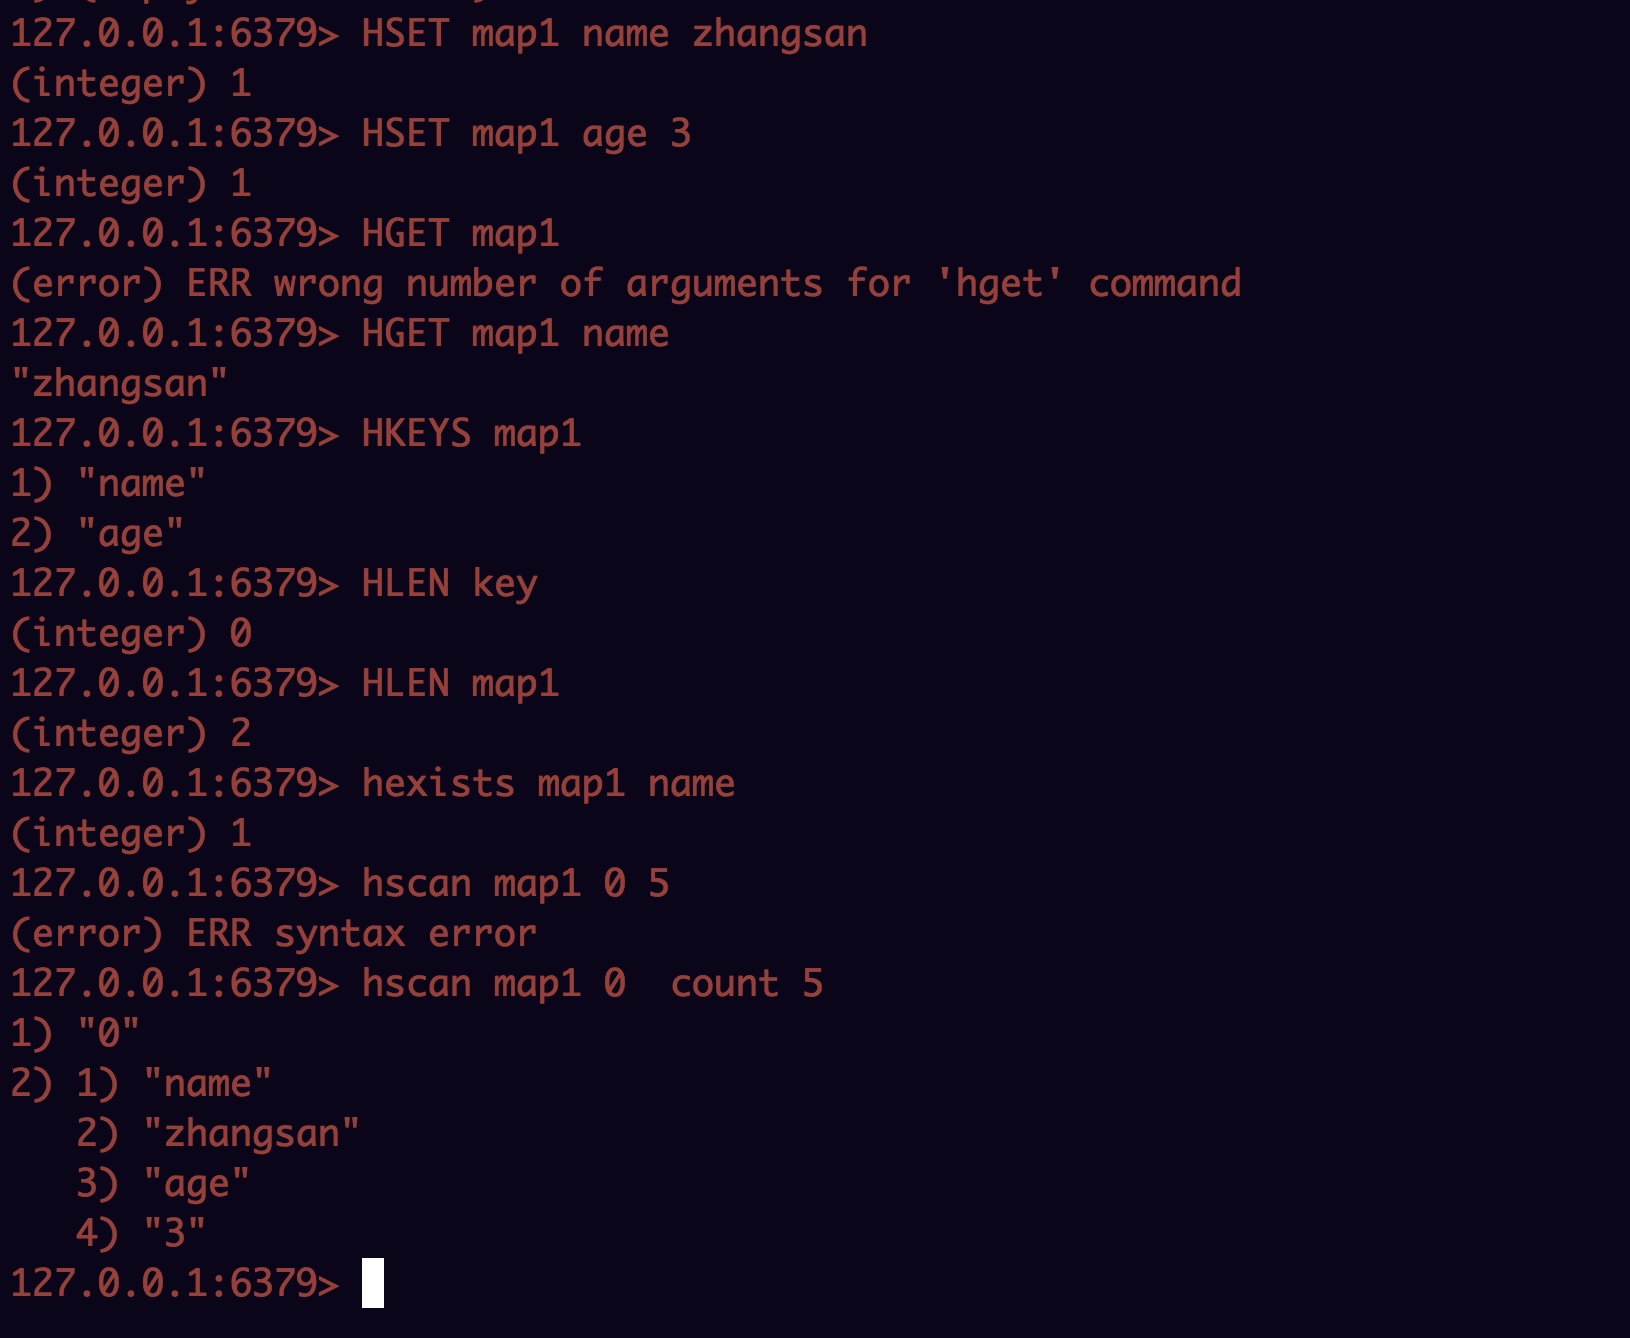 127.0.0.1:6379> HSET map1 name zhangsan
(integer) 1
127.0.0.1:6379> HSET map1 age 3
(integer) 1
127.0.0.1:6379> HGET map1
(error) ERR wrong number of arguments for 'hget' command
127.0.0.1:6379> HGET map1 name
"zhangsan"
127.0.0.1:6379> HKEYS map1
1) "name"
2) "age"
127.0.0.1:6379> HLEN key
(integer) 0
127.0.0.1:6379> HLEN map1
(integer) 2
127.0.0.1:6379> hexists map1 name
(integer) 1
127.0.0.1:6379> hscan map1 0 5
(error) ERR syntax error
127.0.0.1:6379> hscan map1 0  count 5
1) "0"
2) 1) "name"
   2) "zhangsan"
   3) "age"
   4) "3"
127.0.0.1:6379>